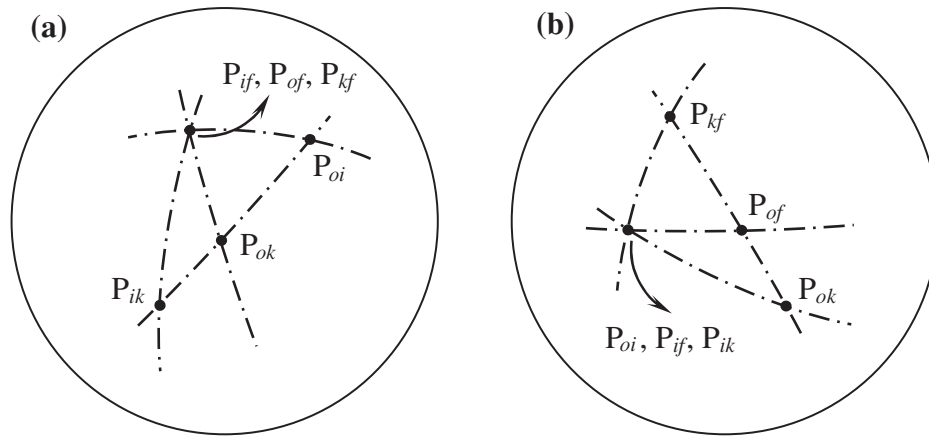 (a)
P_if, P_of, P_kf
P_oi
P_ok
P_ik
(b)
P_kf
P_of
P_ok
P_oi, P_if, P_ik